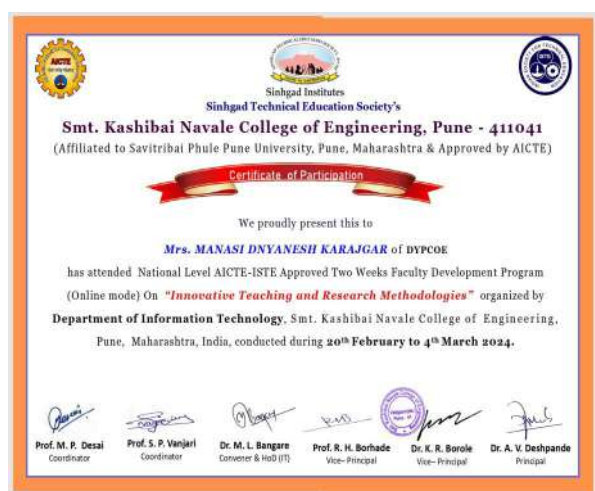 AICTE
Sinhgad Institutes
Sinhgad Technical Education Society's
Smt. Kashibai Navale College of Engineering, Pune - 411041
(Affiliated to Savitribai Phule Pune University, Pune, Maharashtra & Approved by AICTE)
Certificate of Participation
We proudly present this to
Mrs. MANASI DNYANESH KARAJGAR of DYPCOE
has attended National Level AICTE-ISTE Approved Two Weeks Faculty Development Program
(Online mode) On "Innovative Teaching and Research Methodologies" organized by
Department of Information Technology, Smt. Kashibai Navale College of Engineering,
Pune, Maharashtra, India, conducted during 20th February to 4th March 2024.
Prof. M. P. Desai
Coordinator
Prof. S. P. Vanjari
Coordinator
Dr. M. L. Bangare
Convener & HoD (IT)
Prof. R. H. Borhade
Vice– Principal
Dr. K. R. Borole
Vice– Principal
Dr. A. V. Deshpande
Principal